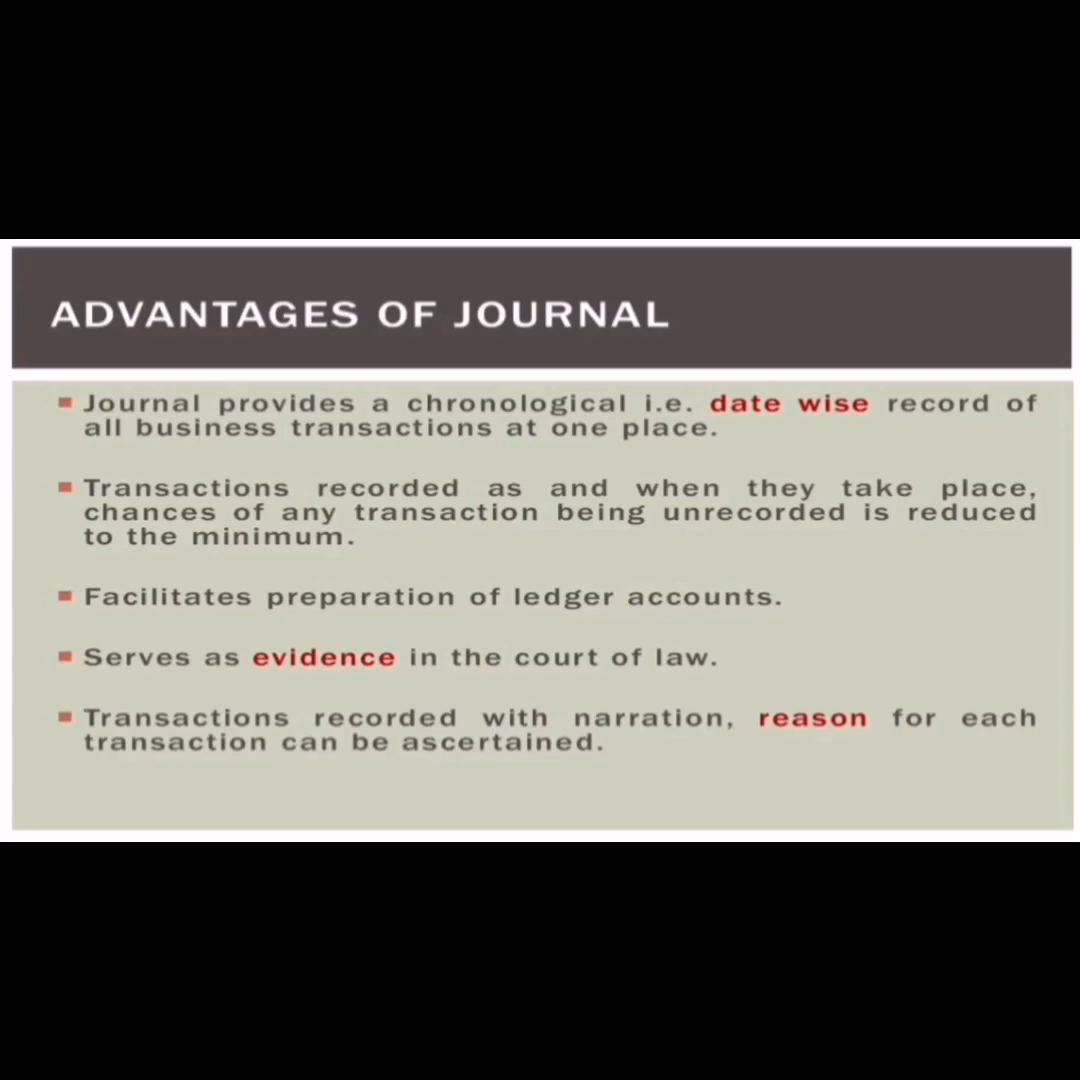 ADVANTAGES OF JOURNAL
Journal provides a chronological i.e. date wise record of
all business transactions at one place.
Transactions recorded as and when they take place,
chances of any transaction being unrecorded is reduced
to the minimum.
Facilitates preparation of ledger accounts.
Serves as evidence in the court of law.
Transactions recorded with narration, reason for each
transaction can be ascertained.